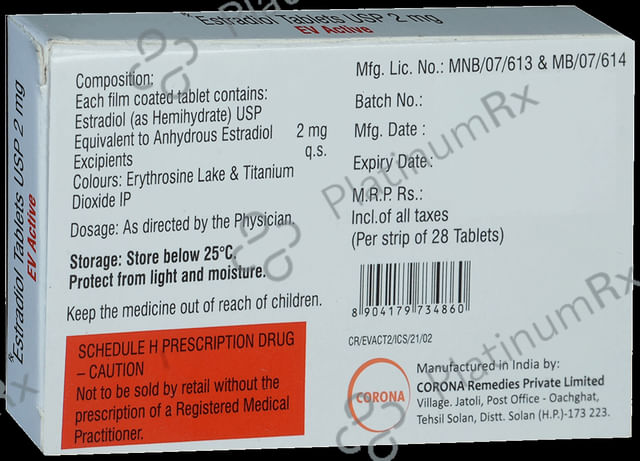 Rx Estradiol Tablets USP 2 mg
EV Active
Rx Estradiol Tablets USP 2 mg
EV Active
Composition:
Each film coated tablet contains:
Estradiol (as Hemihydrate) USP
Equivalent to Anhydrous Estradiol 2 mg
Excipients q.s.
Colours: Erythrosine Lake & Titanium
Dioxide IP
Dosage: As directed by the Physician.
Storage: Store below 25°C.
Protect from light and moisture.
Keep the medicine out of reach of children.
SCHEDULE H PRESCRIPTION DRUG
– CAUTION
Not to be sold by retail without the
prescription of a Registered Medical
Practitioner.
Mfg. Lic. No.: MNB/07/613 & MB/07/614
Batch No.:
Mfg. Date :
Expiry Date:
M.R.P. Rs.:
Incl.of all taxes
(Per strip of 28 Tablets)
8 904179 734860
CR/EVACT2/ICS/21/02
CORONA
Manufactured in India by:
CORONA Remedies Private Limited
Village. Jatoli, Post Office - Oachghat,
Tehsil Solan, Distt. Solan (H.P.)-173 223.
PlatinumRx
PlatinumRx
PlatinumRx
Rx